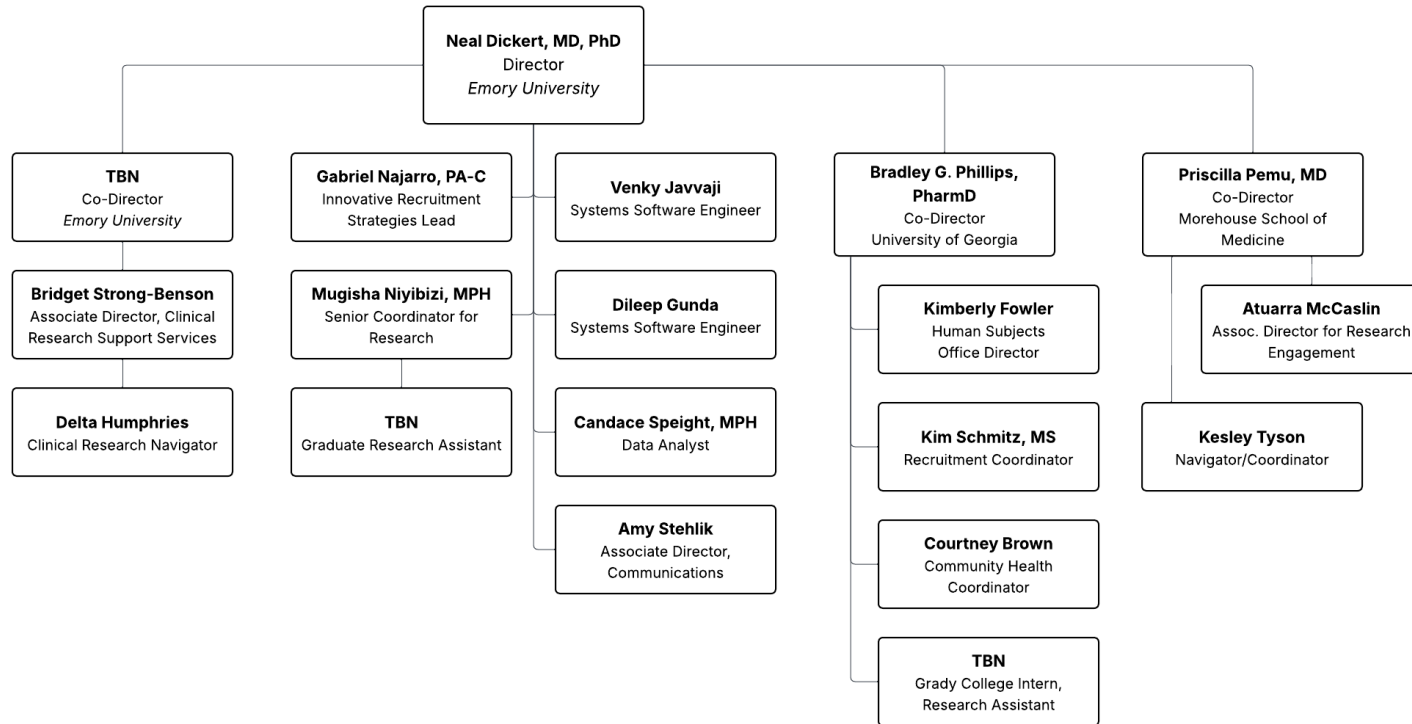 Neal Dickert, MD, PhD
Director
Emory University
TBN
Co-Director
Emory University
Bridget Strong-Benson
Associate Director, Clinical
Research Support Services
Delta Humphries
Clinical Research Navigator
Gabriel Najarro, PA-C
Innovative Recruitment
Strategies Lead
Mugisha Niyibizi, MPH
Senior Coordinator for
Research
TBN
Graduate Research Assistant
Venky Javvaji
Systems Software Engineer
Dileep Gunda
Systems Software Engineer
Candace Speight, MPH
Data Analyst
Amy Stehlik
Associate Director,
Communications
Bradley G. Phillips,
PharmD
Co-Director
University of Georgia
Kimberly Fowler
Human Subjects
Office Director
Kim Schmitz, MS
Recruitment Coordinator
Courtney Brown
Community Health
Coordinator
TBN
Grady College Intern,
Research Assistant
Priscilla Pemu, MD
Co-Director
Morehouse School of
Medicine
Atuarra McCaslin
Assoc. Director for Research
Engagement
Kesley Tyson
Navigator/Coordinator